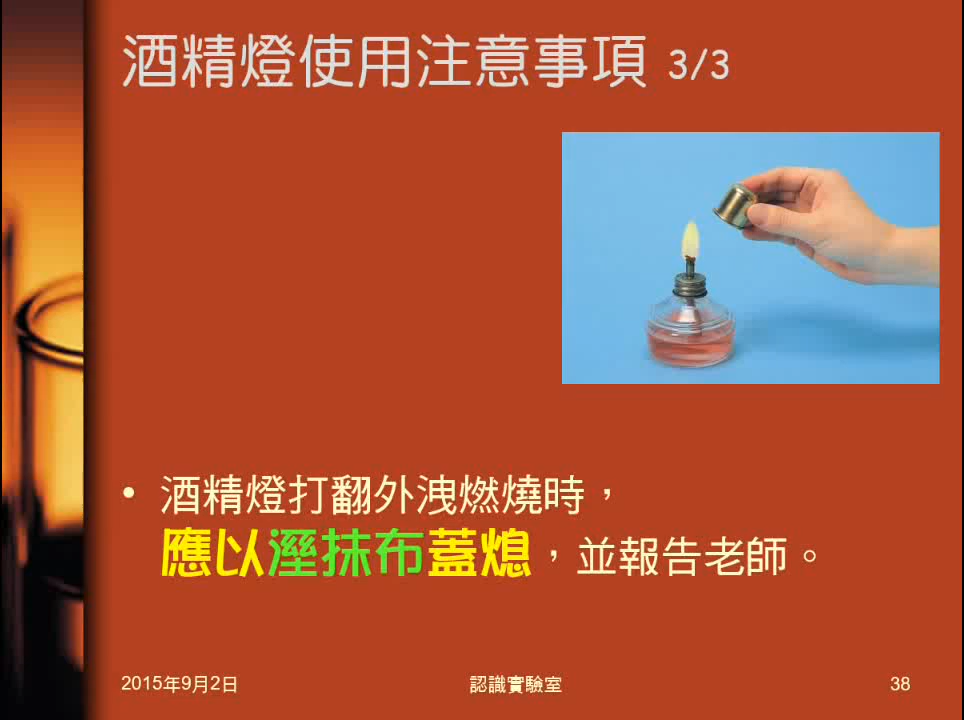 酒精燈使用注意事項 3/3
• 酒精燈打翻外洩燃燒時，
應以溼抹布蓋熄，並報告老師。
2015年9月2日 認識實驗室 38